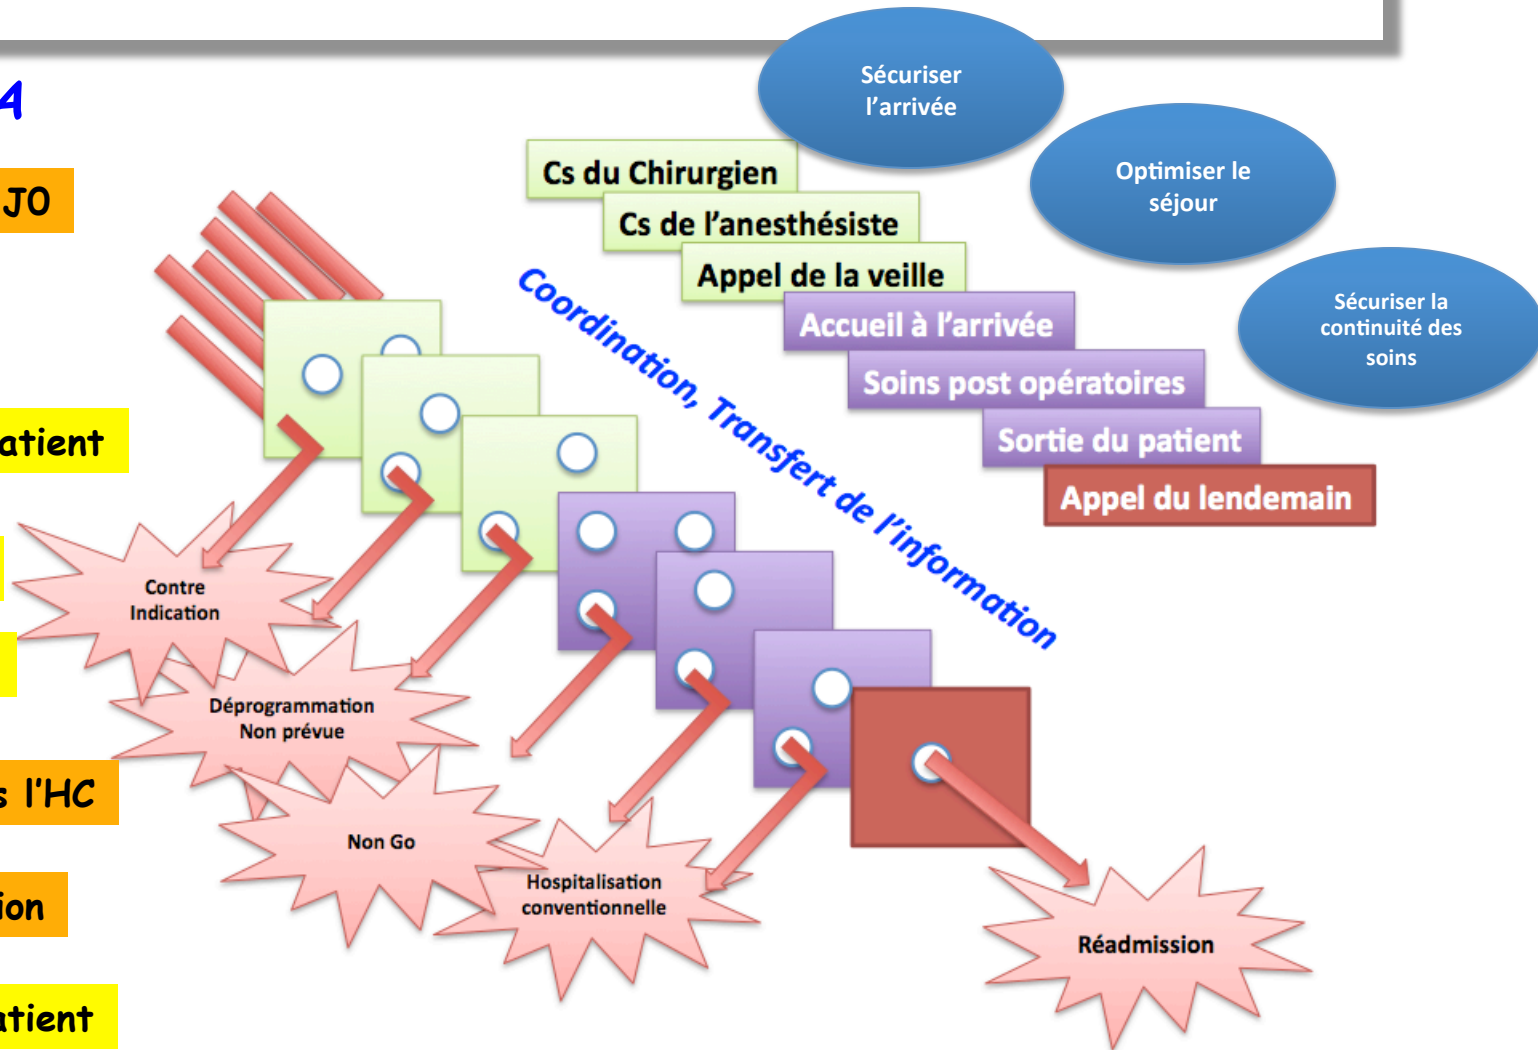 A
JO
atient
s l'HC
ion
atient
Sécuriser
l'arrivée
Optimiser le
séjour
Sécuriser la
continuité des
soins
Cs du Chirurgien
Cs de l'anesthésiste
Appel de la veille
Accueil à l'arrivée
Soins post opératoires
Sortie du patient
Appel du lendemain
Coordination, Transfert de l'information
Contre
Indication
Déprogrammation
Non prévue
Non Go
Hospitalisation
conventionnelle
Réadmission